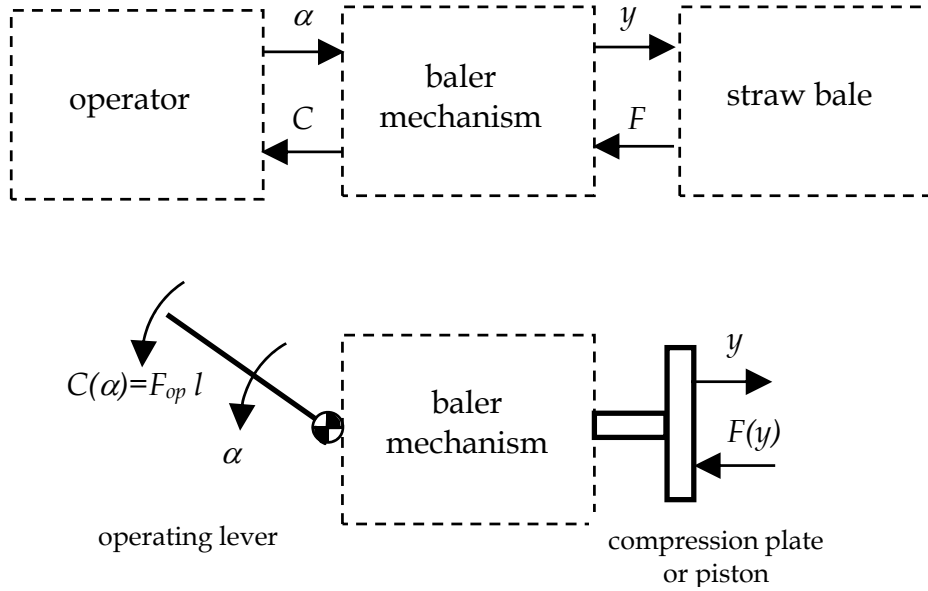 α
y
operator
baler
mechanism
straw bale
C
F
y
C(α)=F_op l
baler
mechanism
F(y)
α
operating lever
compression plate
or piston